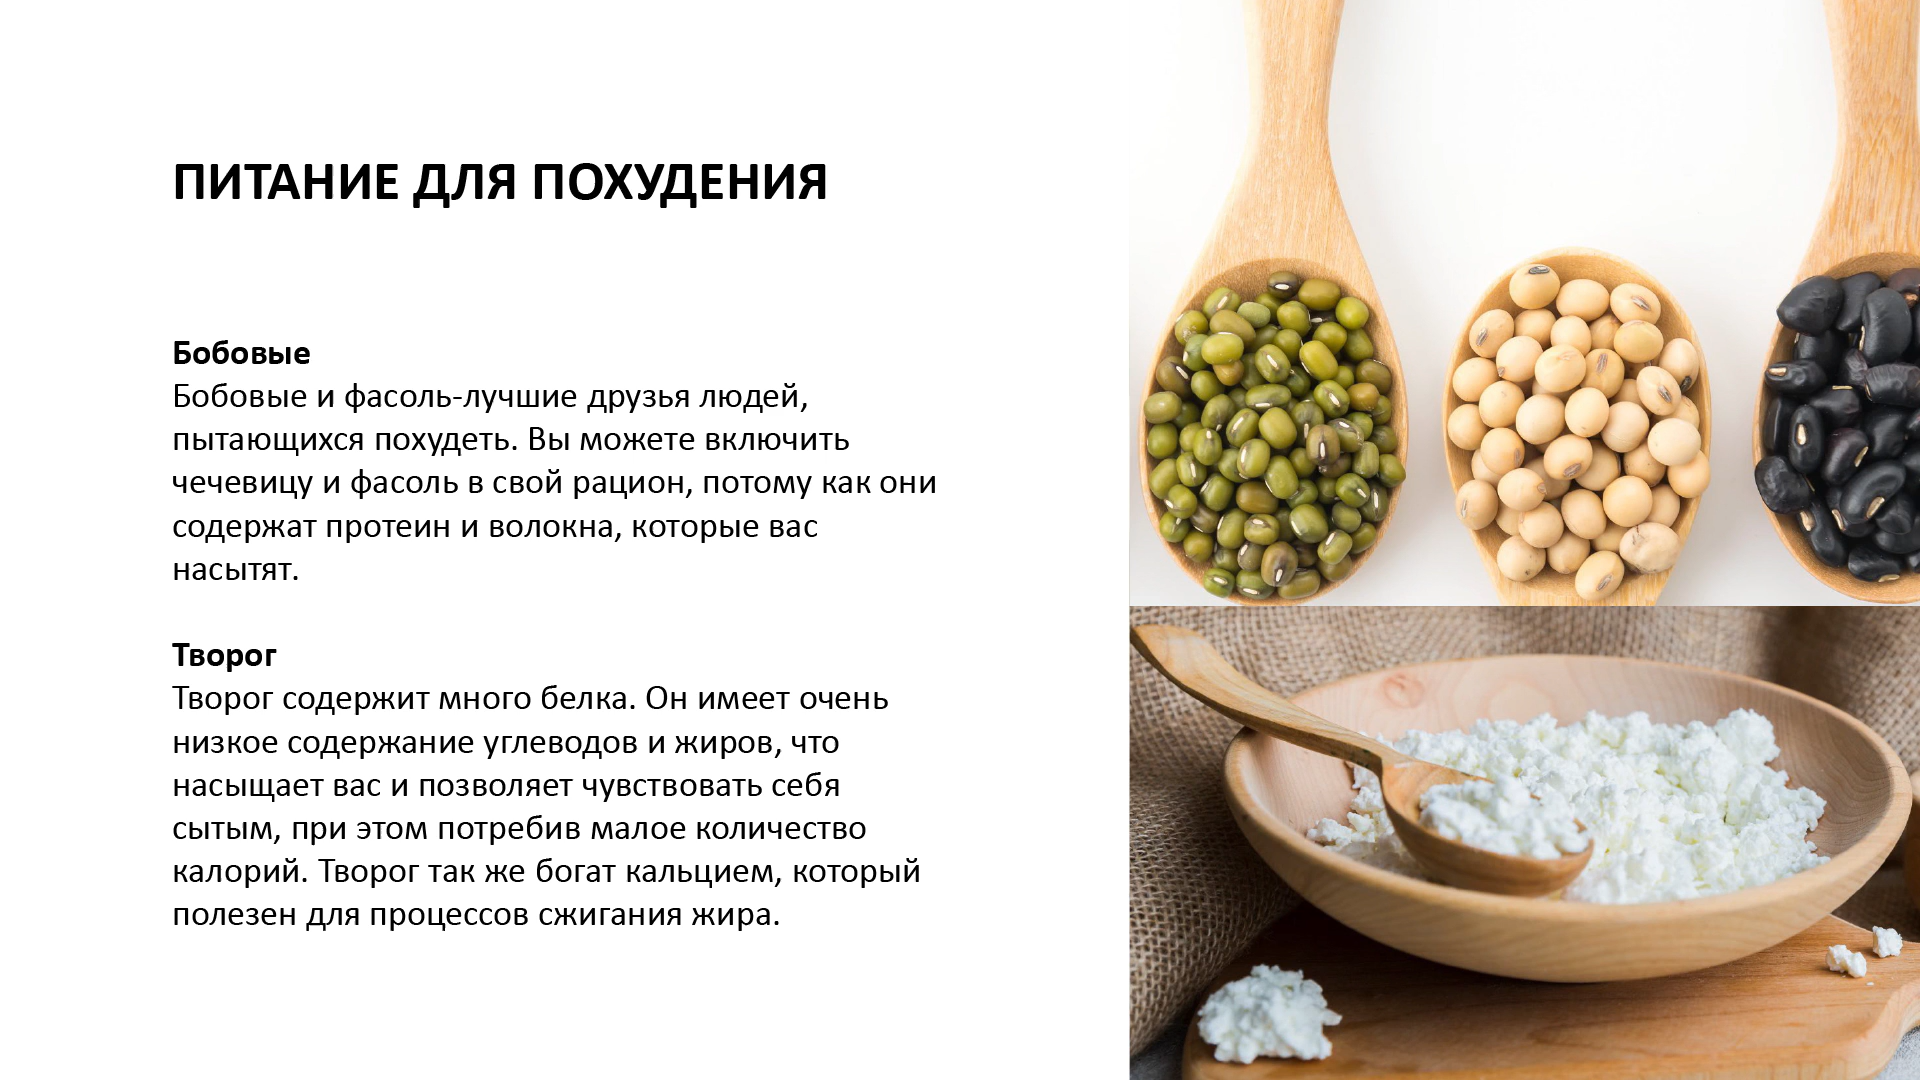 ПИТАНИЕ ДЛЯ ПОХУДЕНИЯ
Бобовые
Бобовые и фасоль-лучшие друзья людей,
пытающихся похудеть. Вы можете включить
чечевицу и фасоль в свой рацион, потому как они
содержат протеин и волокна, которые вас
насытят.
Творог
Творог содержит много белка. Он имеет очень
низкое содержание углеводов и жиров, что
насыщает вас и позволяет чувствовать себя
сытым, при этом потребив малое количество
калорий. Творог так же богат кальцием, который
полезен для процессов сжигания жира.